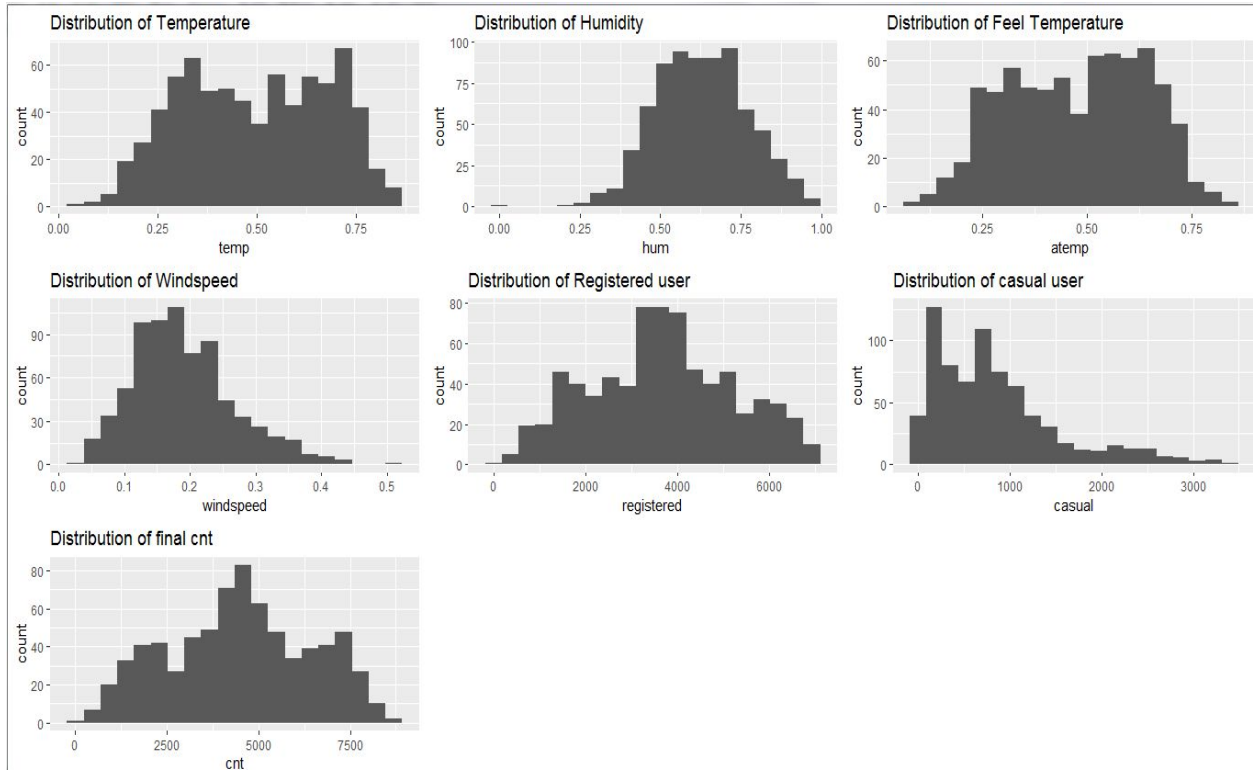 Distribution of Temperature
count
60
40
20
0
0.00 0.25 0.50 0.75
temp
Distribution of Humidity
count
100
75
50
25
0
0.00 0.25 0.50 0.75 1.00
hum
Distribution of Feel Temperature
count
60
40
20
0
0.25 0.50 0.75
atemp
Distribution of Windspeed
count
90
60
30
0
0.0 0.1 0.2 0.3 0.4 0.5
windspeed
Distribution of Registered user
count
80
60
40
20
0
0 2000 4000 6000
registered
Distribution of casual user
count
100
50
0
0 1000 2000 3000
casual
Distribution of final cnt
count
80
60
40
20
0
0 2500 5000 7500
cnt